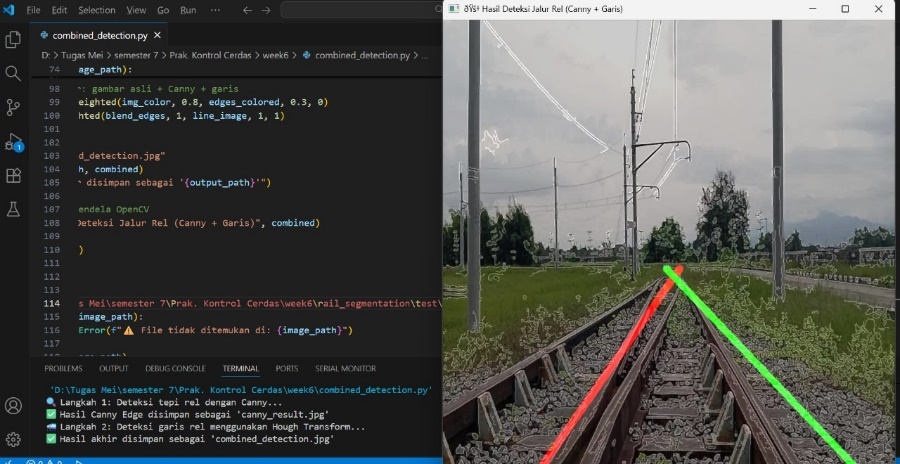 File Edit Selection View Go Run ...
combined_detection.py
D: > Tugas Mei > semester 7 > Prak. Kontrol Cerdas > week6 > combined_detection.py > ...
74 age_path):
98 r: gambar asli + Canny + garis
99 eighted(img_color, 0.8, edges_colored, 0.3, 0)
100 hted(blend_edges, 1, line_image, 1, 1)
101
102
103 d_detection.jpg"
104 h, combined)
105 disimpan sebagai '{output_path}'")
106
107 endela OpenCV
108 Deteksi Jalur Rel (Canny + Garis)", combined)
109
110 )
111
112
113
114 s Mei\semester 7\Prak. Kontrol Cerdas\week6\rail_segmentation\test\
115 image_path):
116 Error(f"⚠️ File tidak ditemukan di: {image_path}")
117
PROBLEMS OUTPUT DEBUG CONSOLE TERMINAL PORTS SERIAL MONITOR
'D:\Tugas Mei\semester 7\Prak. Kontrol Cerdas\week6\combined_detection.py'
🔍 Langkah 1: Deteksi tepi rel dengan Canny...
✅ Hasil Canny Edge disimpan sebagai 'canny_result.jpg'
🚄 Langkah 2: Deteksi garis rel menggunakan Hough Transform...
✅ Hasil akhir disimpan sebagai 'combined_detection.jpg'
1
Hasil Deteksi Jalur Rel (Canny + Garis)